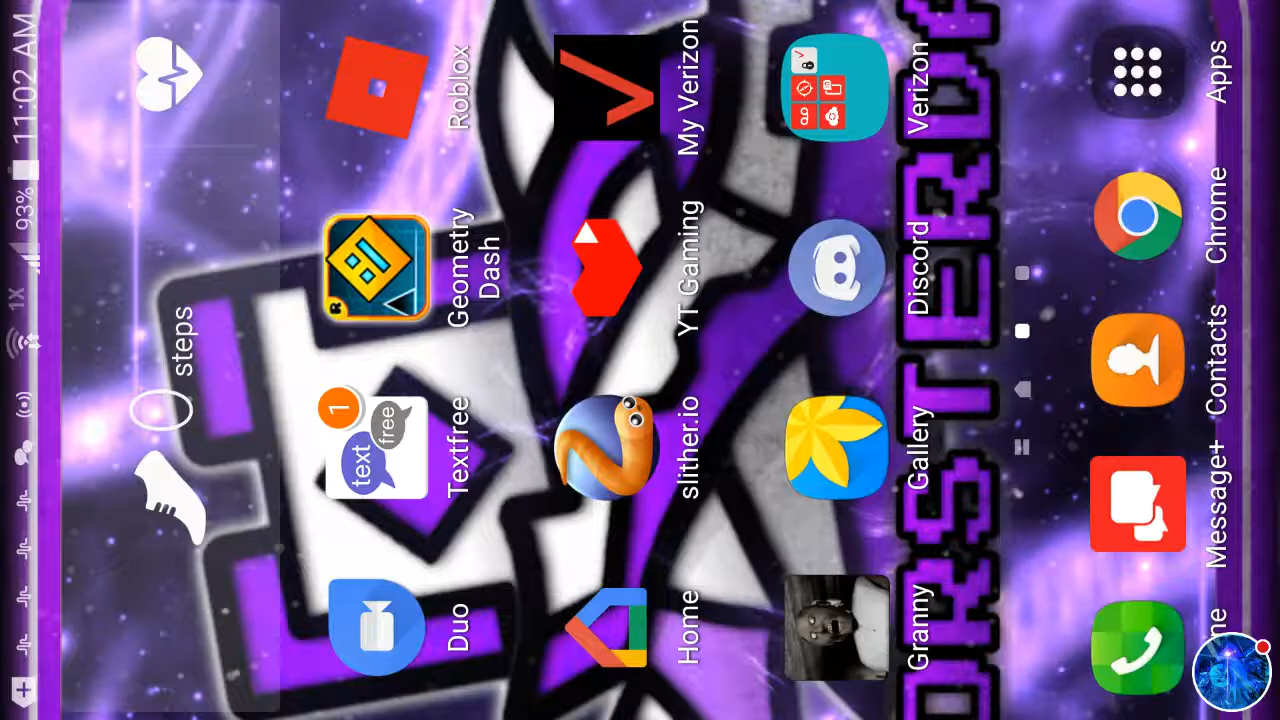 1X 93% 11:02 AM
0 steps
1
text
free
R
Duo Textfree Geometry Dash Roblox
Home slither.io YT Gaming My Verizon
Granny Gallery Discord Verizon
Message+ Contacts Chrome Apps